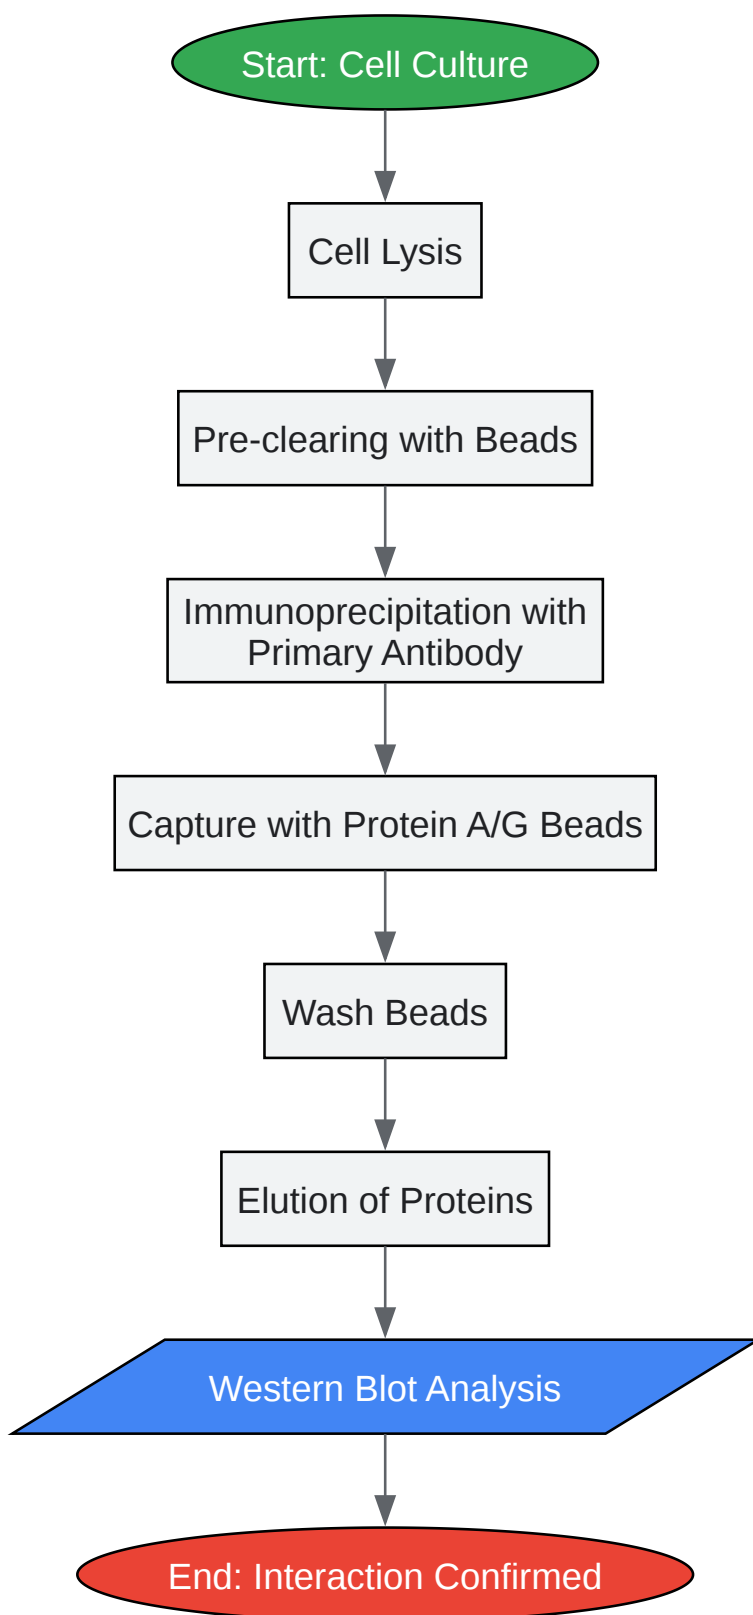 Start: Cell Culture
Cell Lysis
Pre-clearing with Beads
Immunoprecipitation with
Primary Antibody
Capture with Protein A/G Beads
Wash Beads
Elution of Proteins
Western Blot Analysis
End: Interaction Confirmed